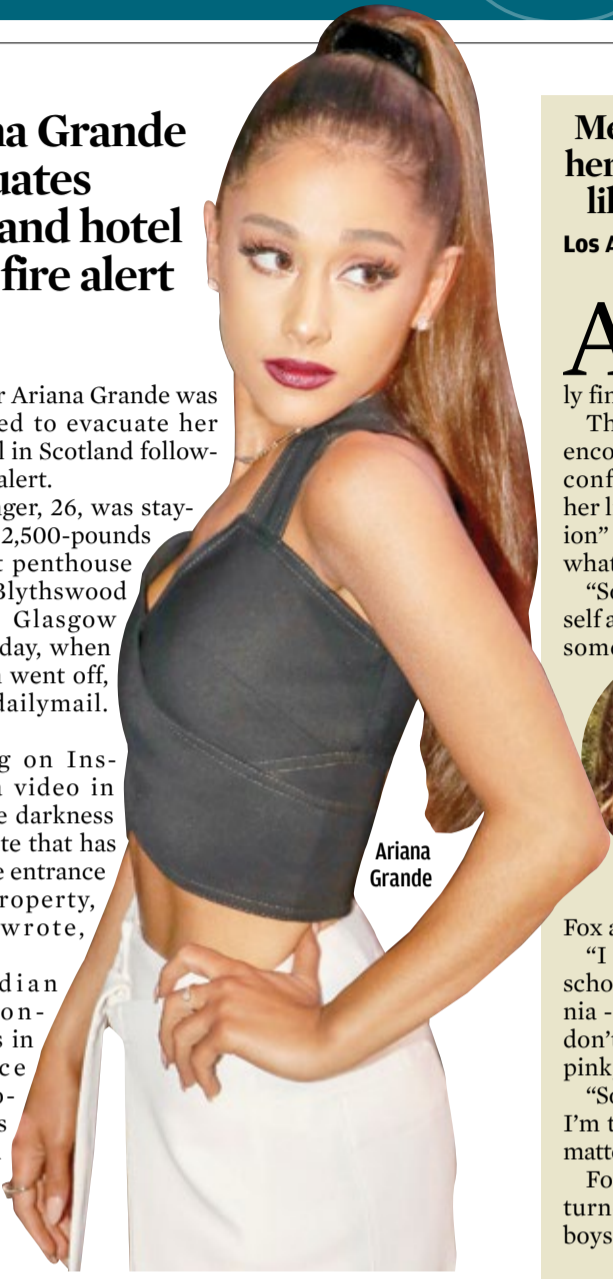 na Grande
uates
and hotel
fire alert
r Ariana Grande was
ed to evacuate her
l in Scotland follow-
alert.
ger, 26, was stay-
2,500-pounds
t penthouse
Blythswood
Glasgow
day, when
n went off,
dailymail.
g on Ins-
a video in
e darkness
te that has
e entrance
roperty,
wrote,
dian
on-
s in
ce
o-
s
Ariana
Grande
Me
her
lil
Los A
A
ly fin
Th
enco
conf
her l
ion”
what
“So
self a
some
Fox a
“I
scho
nia -
don’t
pink
“So
I’m t
matte
Fo
turn
boys